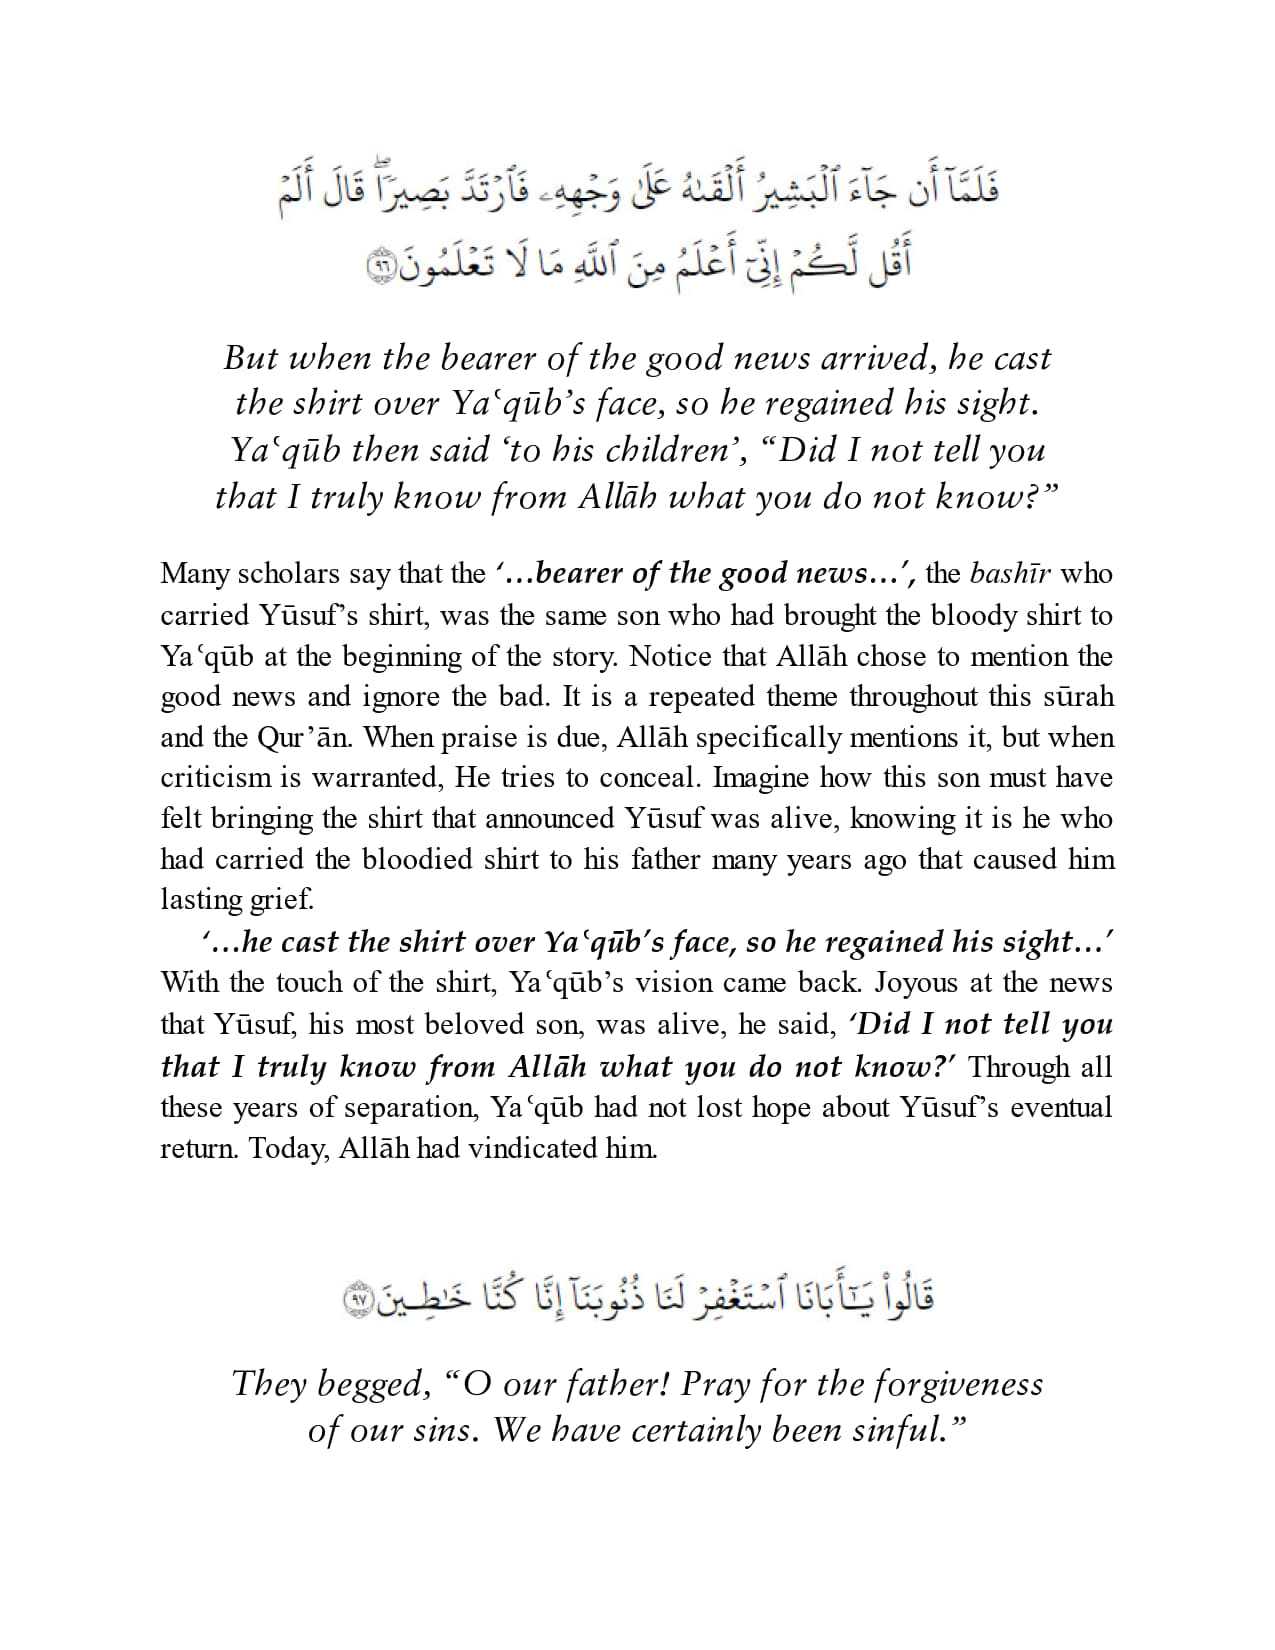 فَلَمَّآ أَن جَآءَ ٱلۡبَشِيرُ أَلۡقَىٰهُ عَلَىٰ وَجۡهِهِۦ فَٱرۡتَدَّ بَصِيرٗاۖ قَالَ أَلَمۡ
أَقُل لَّكُمۡ إِنِّيٓ أَعۡلَمُ مِنَ ٱللَّهِ مَا لَا تَعۡلَمُونَ ٩٦
But when the bearer of the good news arrived, he cast
the shirt over Yaʿqūb’s face, so he regained his sight.
Yaʿqūb then said ‘to his children’, “Did I not tell you
that I truly know from Allāh what you do not know?”
Many scholars say that the ‘…bearer of the good news…’, the bashīr who
carried Yūsuf’s shirt, was the same son who had brought the bloody shirt to
Yaʿqūb at the beginning of the story. Notice that Allāh chose to mention the
good news and ignore the bad. It is a repeated theme throughout this sūrah
and the Qur’ān. When praise is due, Allāh specifically mentions it, but when
criticism is warranted, He tries to conceal. Imagine how this son must have
felt bringing the shirt that announced Yūsuf was alive, knowing it is he who
had carried the bloodied shirt to his father many years ago that caused him
lasting grief.
‘…he cast the shirt over Yaʿqūb’s face, so he regained his sight…’
With the touch of the shirt, Yaʿqūb’s vision came back. Joyous at the news
that Yūsuf, his most beloved son, was alive, he said, ‘Did I not tell you
that I truly know from Allāh what you do not know?’ Through all
these years of separation, Yaʿqūb had not lost hope about Yūsuf’s eventual
return. Today, Allāh had vindicated him.
قَالُواْ يَـٰٓأَبَانَا ٱسۡتَغۡفِرۡ لَنَا ذُنُوبَنَآ إِنَّا كُنَّا خَـٰطِـِٔينَ ٩٧
They begged, “O our father! Pray for the forgiveness
of our sins. We have certainly been sinful.”